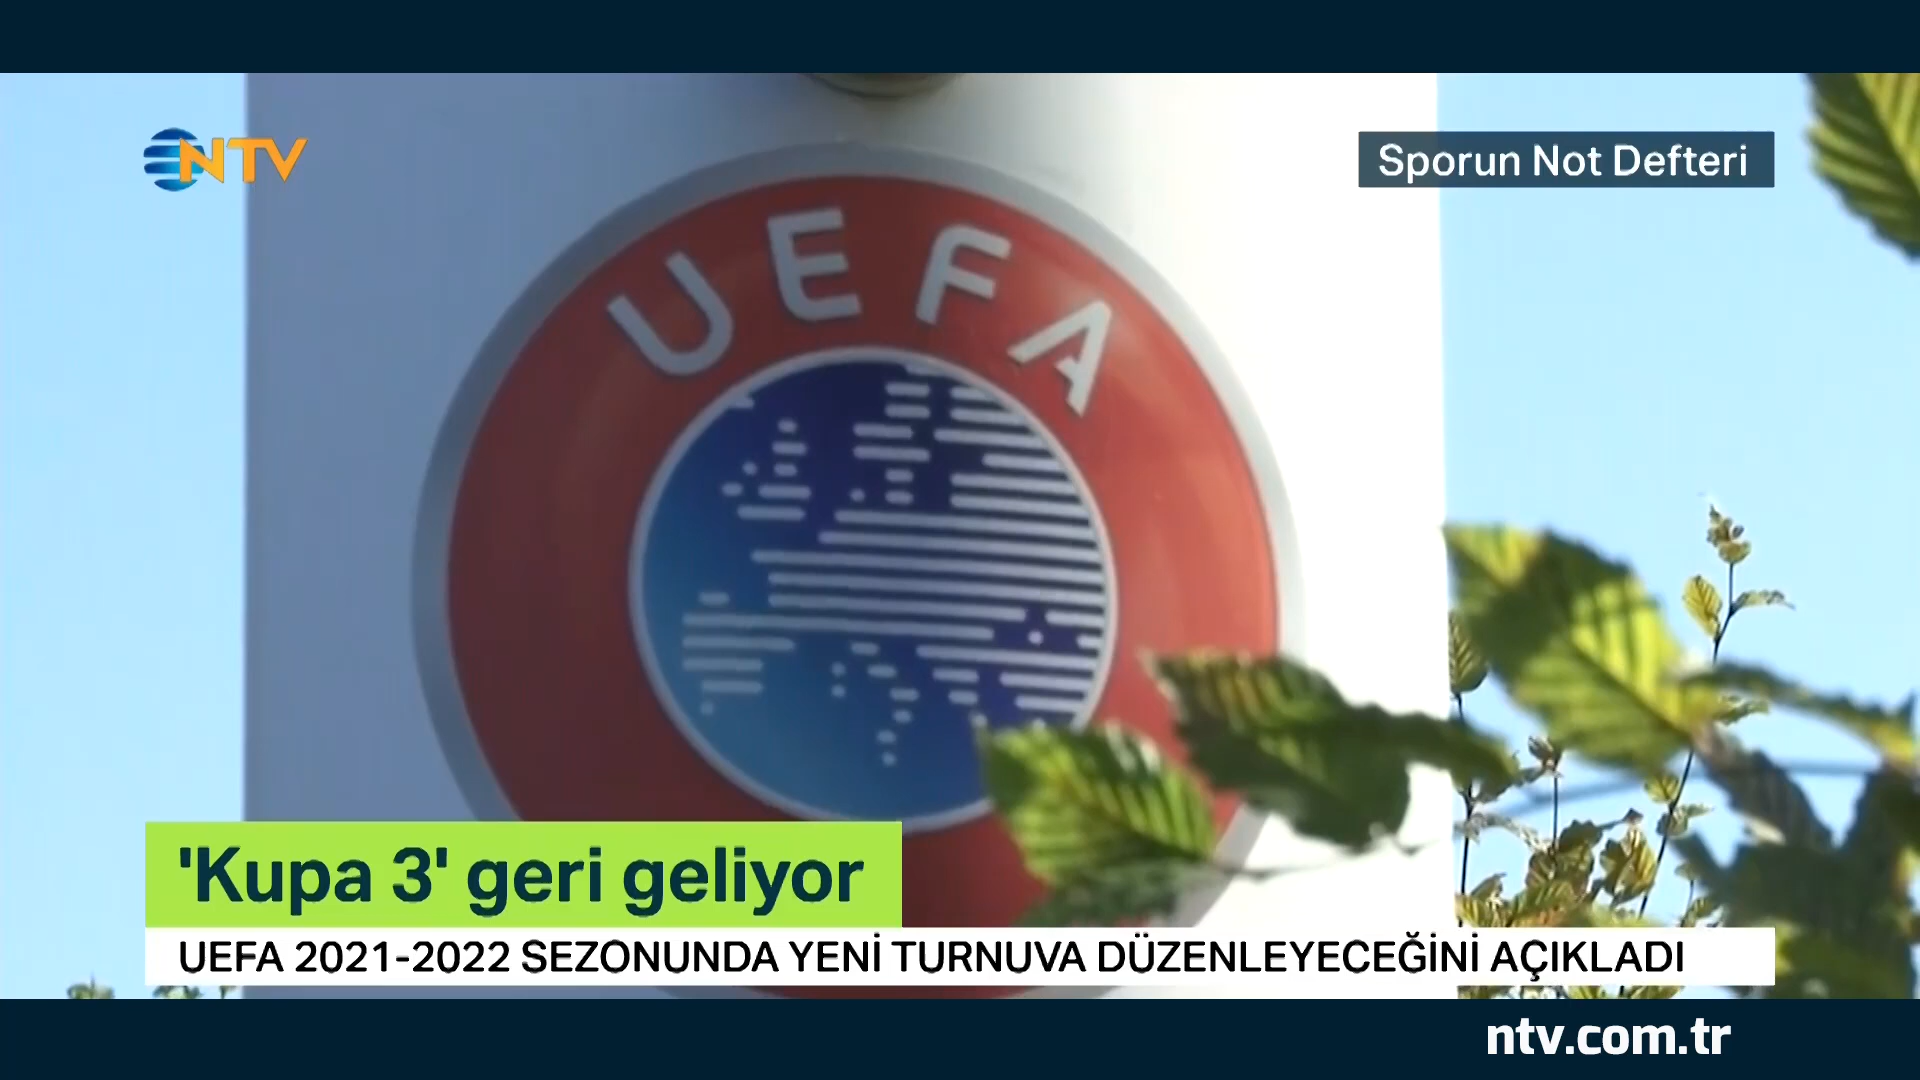 NTV
Sporun Not Defteri
UEFA
'Kupa 3' geri geliyor
UEFA 2021-2022 SEZONUNDA YENİ TURNUVA DÜZENLEYECEĞİNİ AÇIKLADI
ntv.com.tr